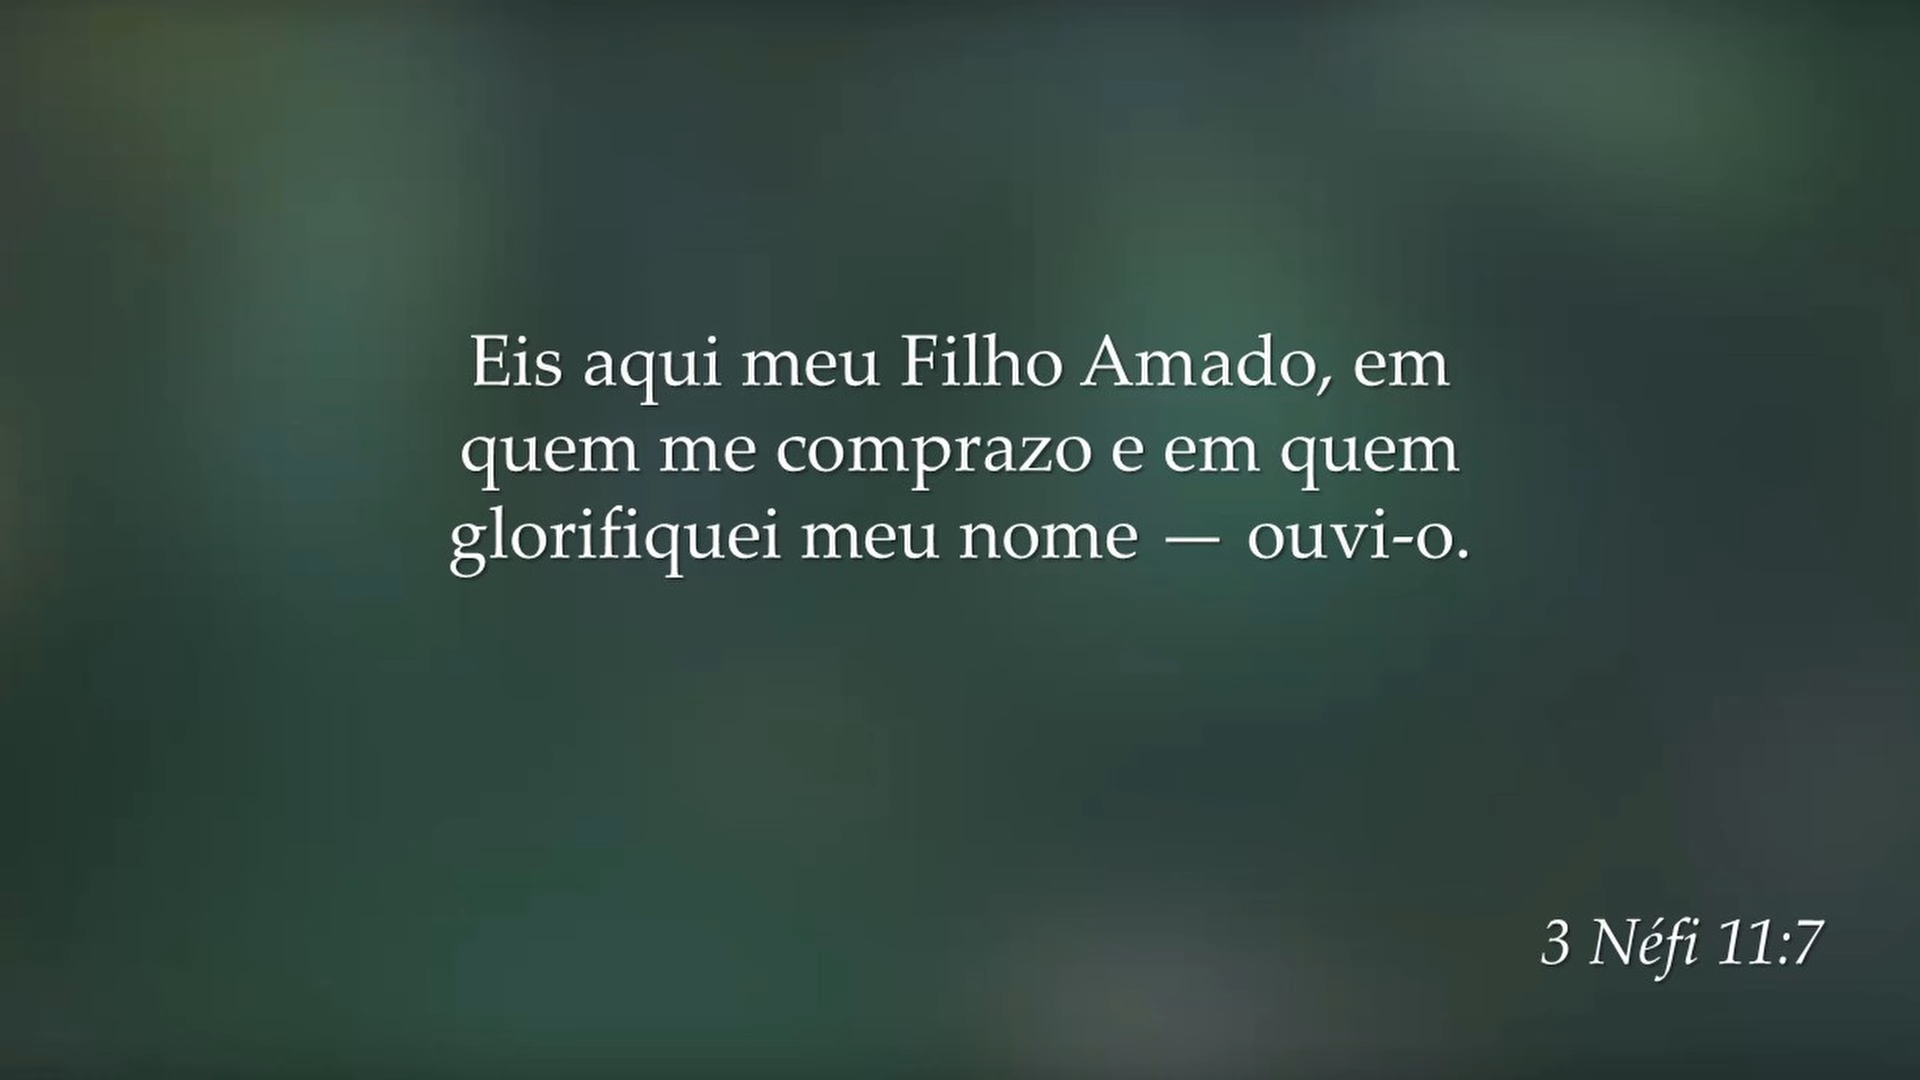 Eis aqui meu Filho Amado, em
quem me comprazo e em quem
glorifiquei meu nome — ouvi-o.
3 Néfi 11:7